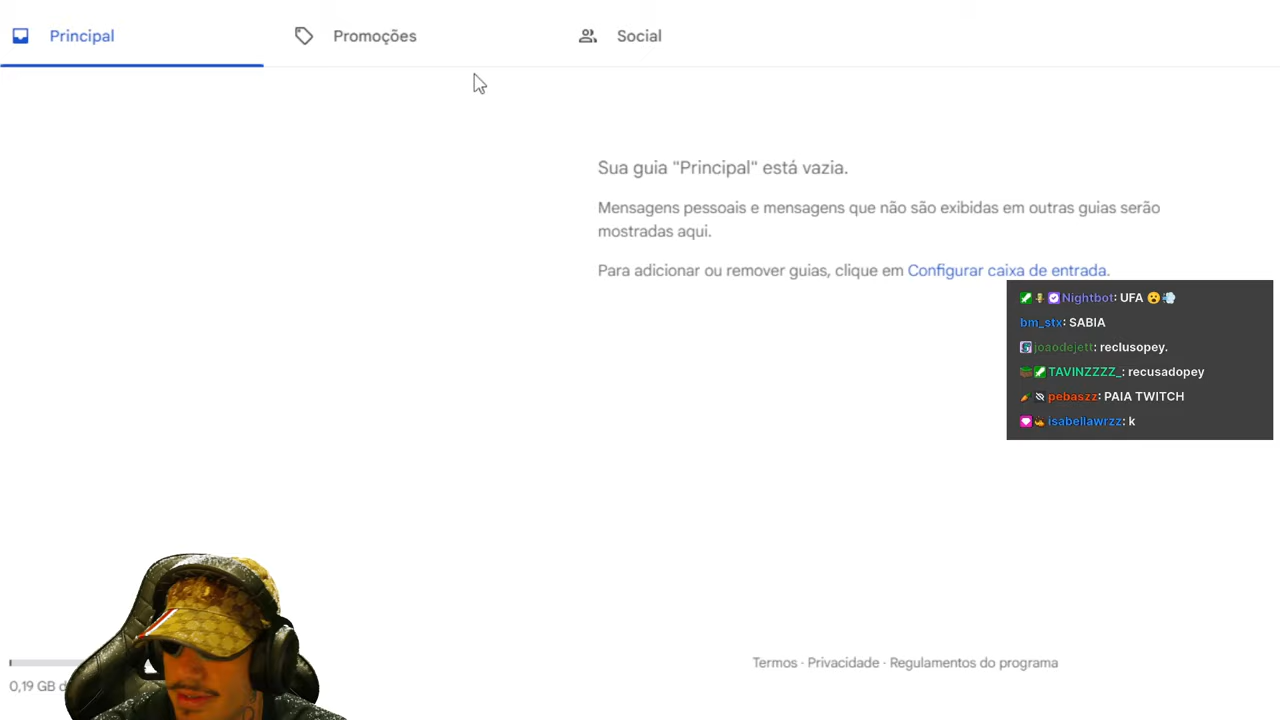 Principal
Promoções
Social
Sua guia "Principal" está vazia.
Mensagens pessoais e mensagens que não são exibidas em outras guias serão
mostradas aqui.
Para adicionar ou remover guias, clique em Configurar caixa de entrada.
Nightbot: UFA 😮💨
bm_stx: SABIA
joaodejett: reclusopey.
TAVINZZZZ_: recusadopey
pebaszz: PAIA TWITCH
isabellawrzz: k
Termos · Privacidade · Regulamentos do programa
0,19 GB d